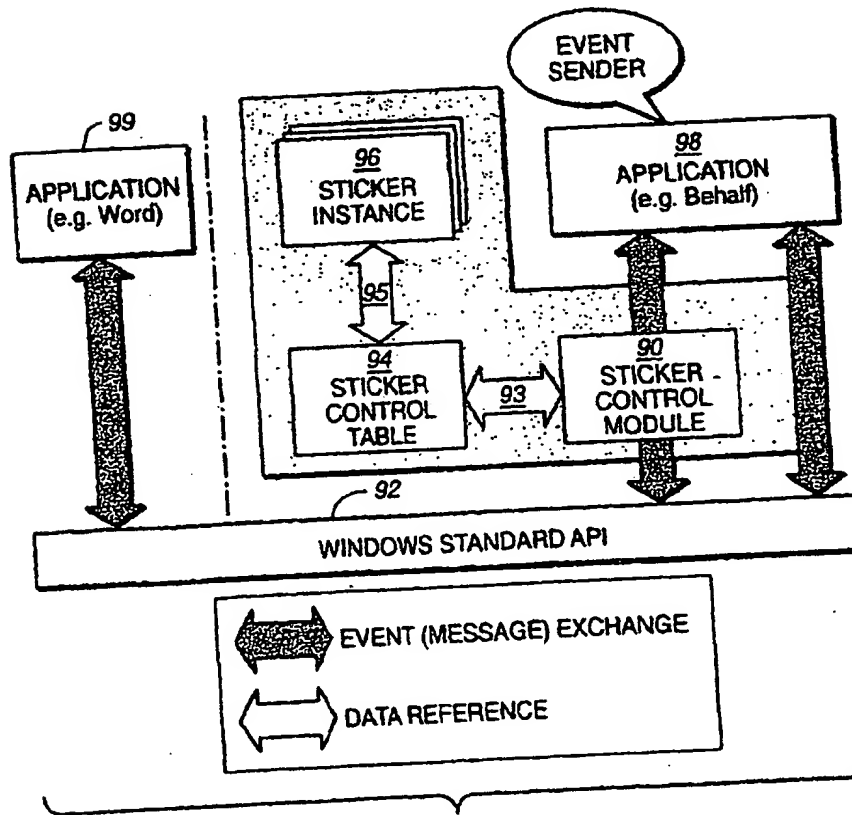 EVENT
SENDER
99
APPLICATION
(e.g. Word)
96
STICKER
INSTANCE
98
APPLICATION
(e.g. Behalf)
95
94
STICKER
CONTROL
TABLE
93
90
STICKER
CONTROL
MODULE
92
WINDOWS STANDARD API
EVENT (MESSAGE) EXCHANGE
DATA REFERENCE